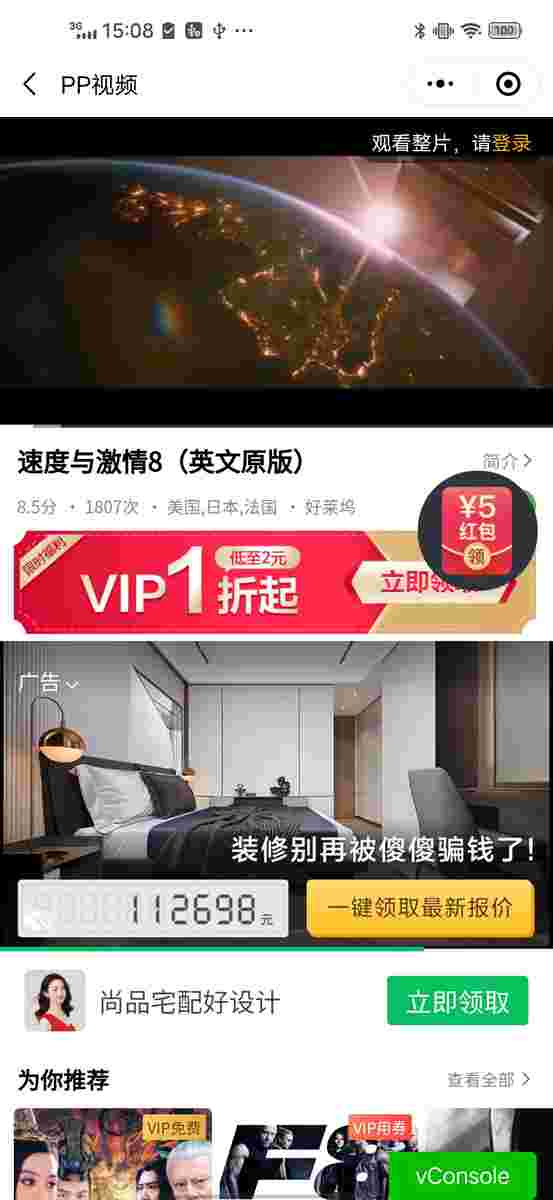 3G 15:08 100
PP视频
观看整片，请登录
速度与激情8（英文原版）
简介
8.5分 · 1807次 · 美国,日本,法国 · 好莱坞
¥5
红包
领
限时福利
VIP1折起
低至2元
立即领取
广告
装修别再被傻傻骗钱了!
112698元
一键领取最新报价
尚品宅配好设计
立即领取
为你推荐
查看全部
VIP免费
VIP用券
F8
vConsole